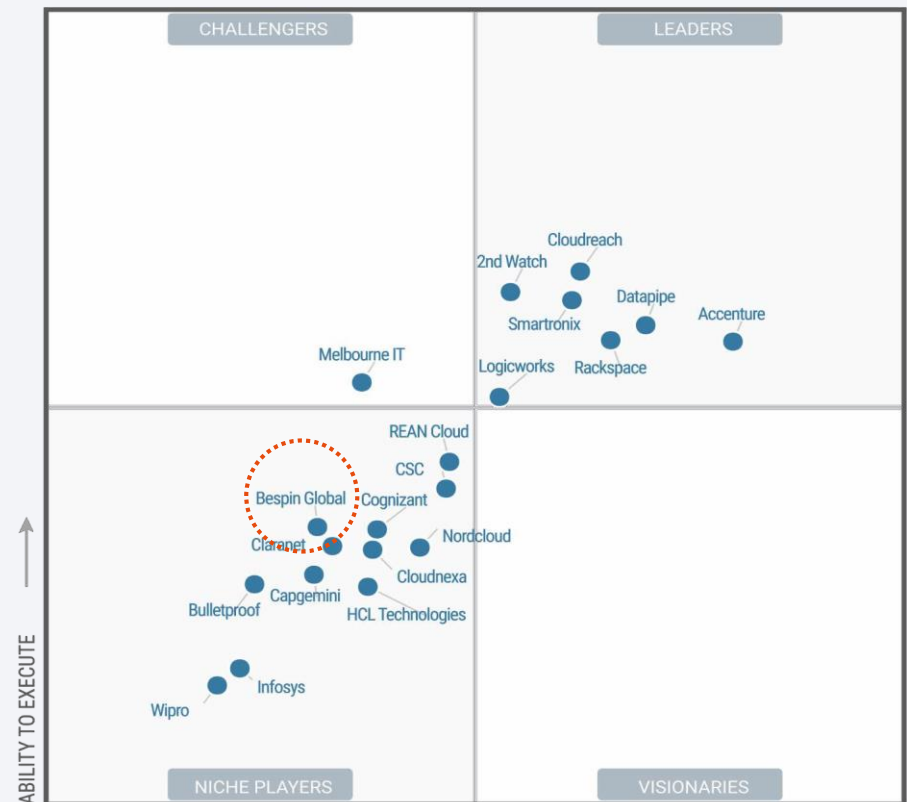 CHALLENGERS
LEADERS
Cloudreach
2nd Watch
Datapipe
Accenture
Smartronix
Melbourne IT
Logicworks
Rackspace
REAN Cloud
CSC
Bespin Global
Cognizant
Nordcloud
Claranet
Cloudnexa
Capgemini
Bulletproof
HCL Technologies
Infosys
Wipro
ABILITY TO EXECUTE
NICHE PLAYERS
VISIONARIES